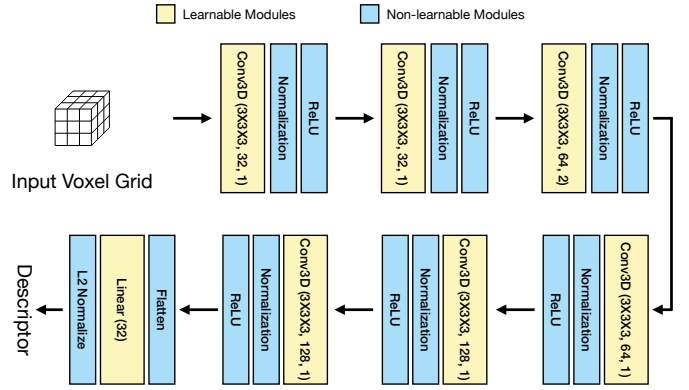 Learnable Modules
Non-learnable Modules
Input Voxel Grid
Conv3D (3X3X3, 32, 1)
Normalization
ReLU
Conv3D (3X3X3, 32, 1)
Normalization
ReLU
Conv3D (3X3X3, 64, 2)
Normalization
ReLU
Conv3D (3X3X3, 64, 1)
Normalization
ReLU
Conv3D (3X3X3, 128, 1)
Normalization
ReLU
Conv3D (3X3X3, 128, 1)
Normalization
ReLU
Flatten
Linear (32)
L2 Normalize
Descriptor